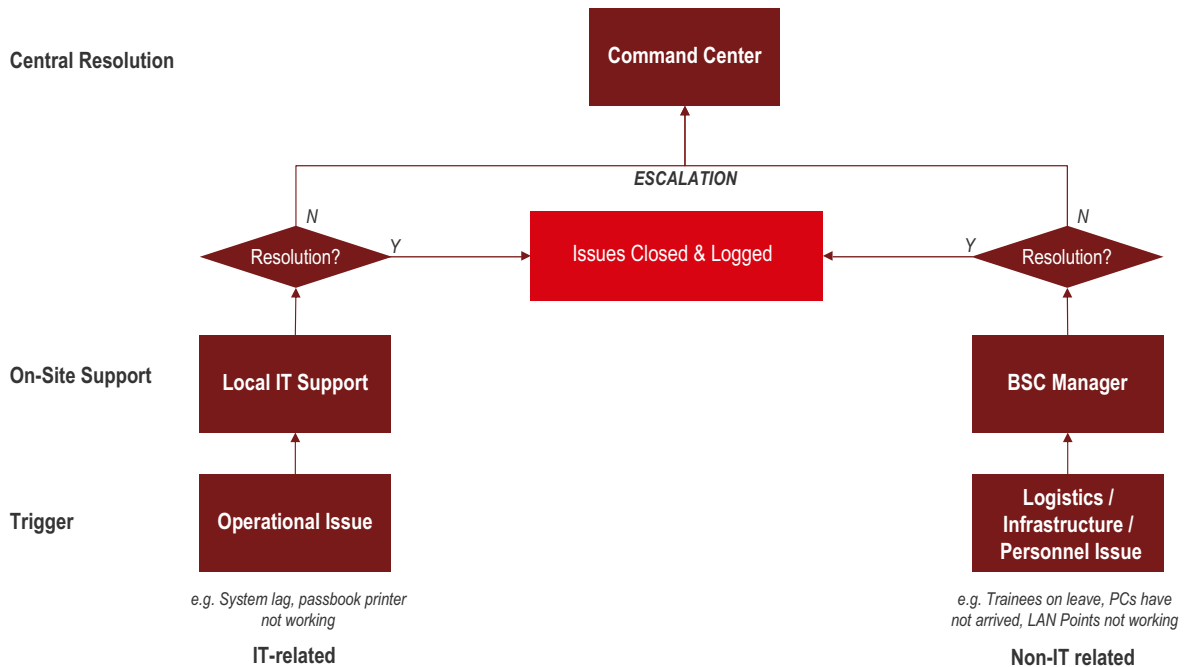 Central Resolution
Command Center
ESCALATION
N
N
Resolution?
Y
Issues Closed & Logged
Y
Resolution?
On-Site Support
Local IT Support
BSC Manager
Trigger
Operational Issue
Logistics /
Infrastructure /
Personnel Issue
e.g. System lag, passbook printer
not working
e.g. Trainees on leave, PCs have
not arrived, LAN Points not working
IT-related
Non-IT related